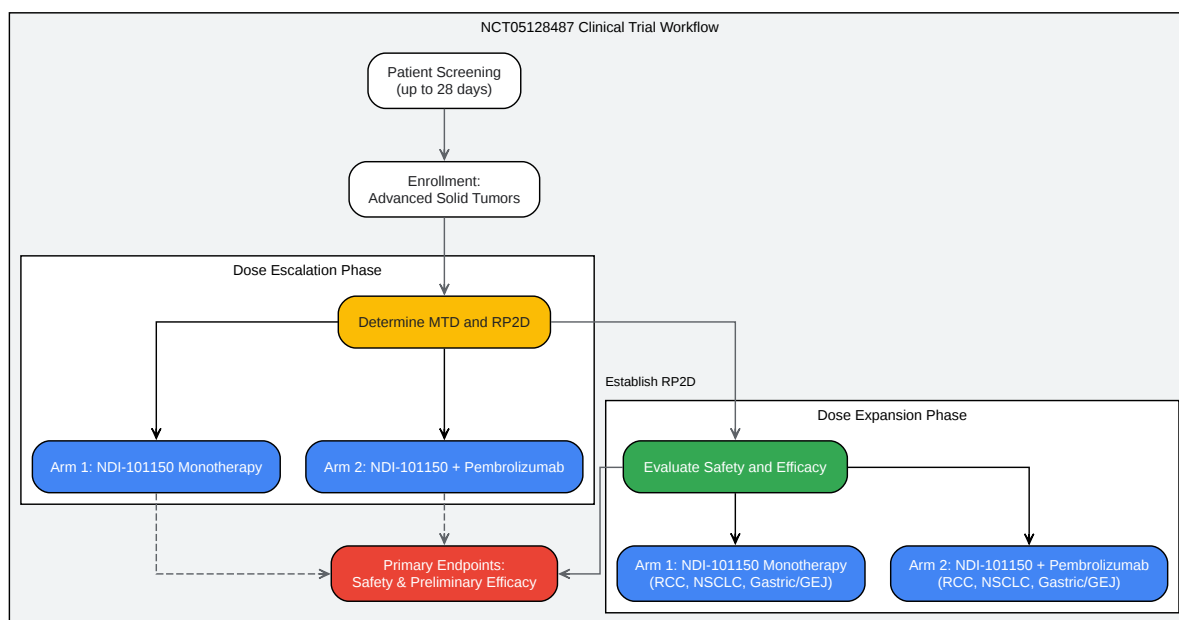 NCT05128487 Clinical Trial Workflow
Patient Screening
(up to 28 days)
Enrollment:
Advanced Solid Tumors
Dose Escalation Phase
Determine MTD and RP2D
Establish RP2D
Dose Expansion Phase
Arm 1: NDI-101150 Monotherapy
Arm 2: NDI-101150 + Pembrolizumab
Evaluate Safety and Efficacy
Primary Endpoints:
Safety & Preliminary Efficacy
Arm 1: NDI-101150 Monotherapy
(RCC, NSCLC, Gastric/GEJ)
Arm 2: NDI-101150 + Pembrolizumab
(RCC, NSCLC, Gastric/GEJ)